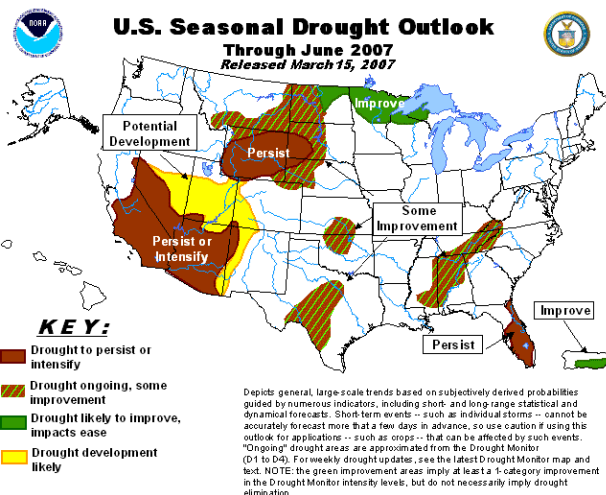 NOAA
U.S. Seasonal Drought Outlook
Through June 2007
Released March 15, 2007
Improve
Potential
Development
Persist
Some
Improvement
Persist or
Intensify
Improve
Persist
KEY:
Drought to persist or
intensify
Drought ongoing, some
improvement
Drought likely to improve,
impacts ease
Drought development
likely
Depicts general, large-scale trends based on subjectively derived probabilities
guided by numerous indicators, including short- and long-range statistical and
dynamical forecasts. Short-term events -- such as individual storms -- cannot be
accurately forecast more that a few days in advance, so use caution if using this
outlook for applications -- such as crops -- that can be affected by such events.
"Ongoing" drought areas are approximated from the Drought Monitor
(D1 to D4). For weekly drought updates, see the latest Drought Monitor map and
text. NOTE: the green improvement areas imply at least a 1-category improvement
in the Drought Monitor intensity levels, but do not necessarily imply drought
elimination.